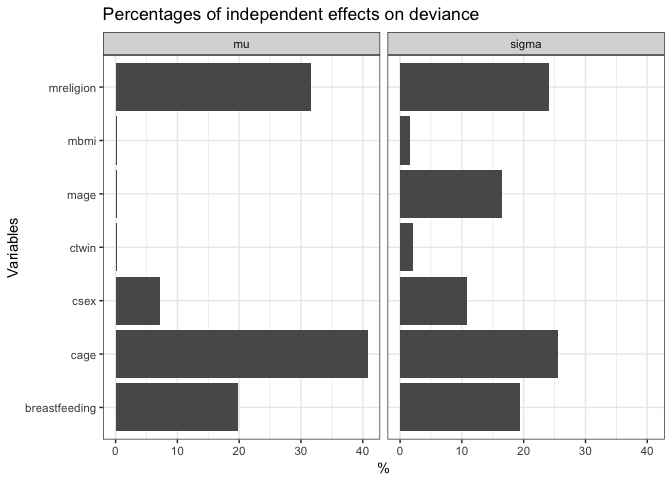 Percentages of independent effects on deviance
mu
sigma
Variables
mreligion
mbmi
mage
ctwin
csex
cage
breastfeeding
0 10 20 30 40
0 10 20 30 40
%